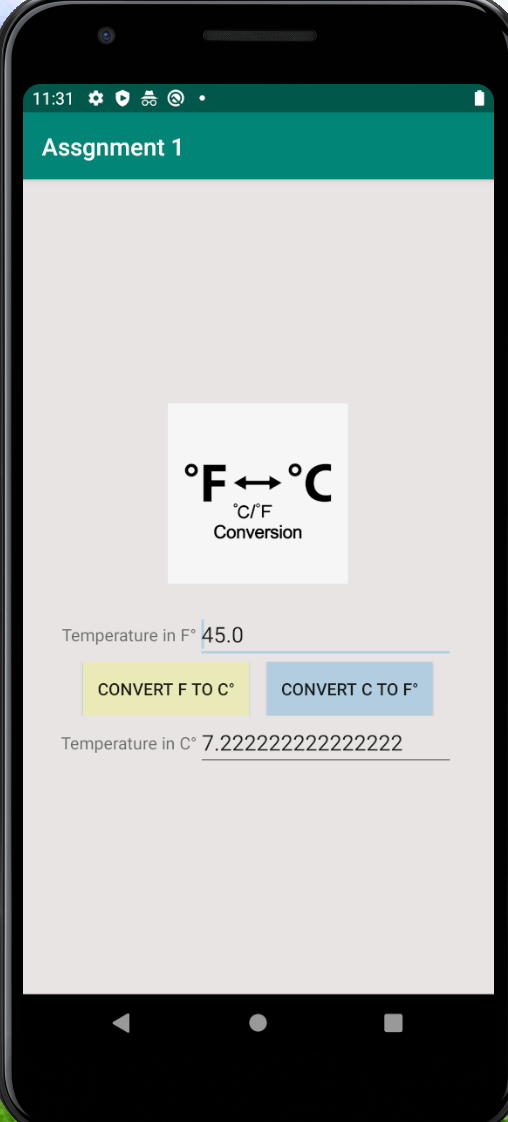 11:31
Assgnment 1
°F↔°C
°C/°F
Conversion
Temperature in F° 45.0
CONVERT F TO C° CONVERT C TO F°
Temperature in C° 7.222222222222222